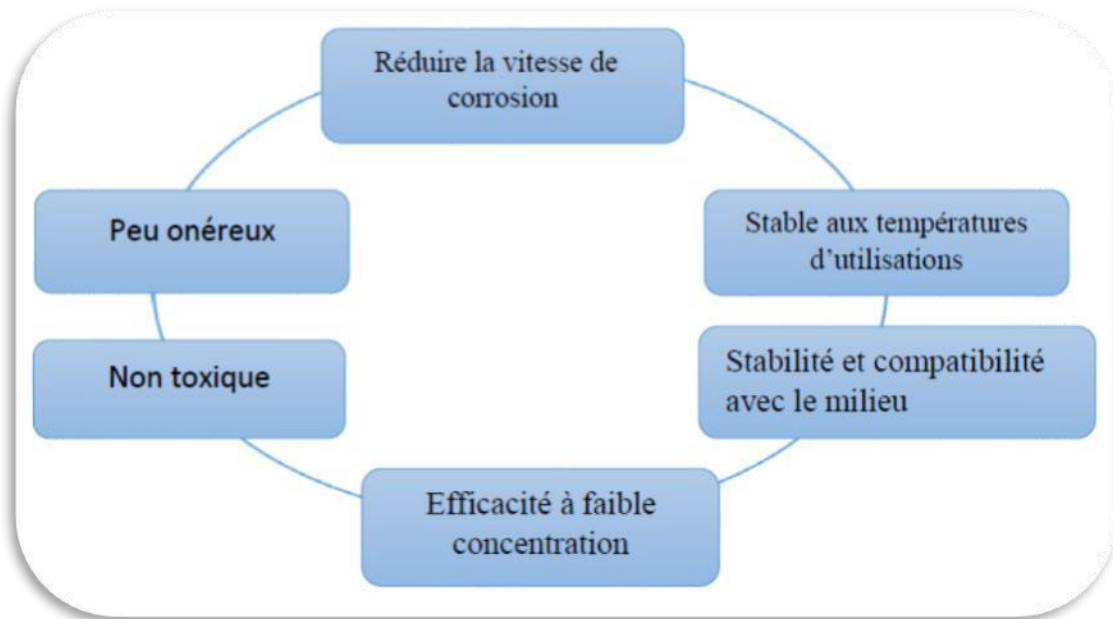 Réduire la vitesse de
corrosion
Peu onéreux
Stable aux températures
d’utilisations
Non toxique
Stabilité et compatibilité
avec le milieu
Efficacité à faible
concentration